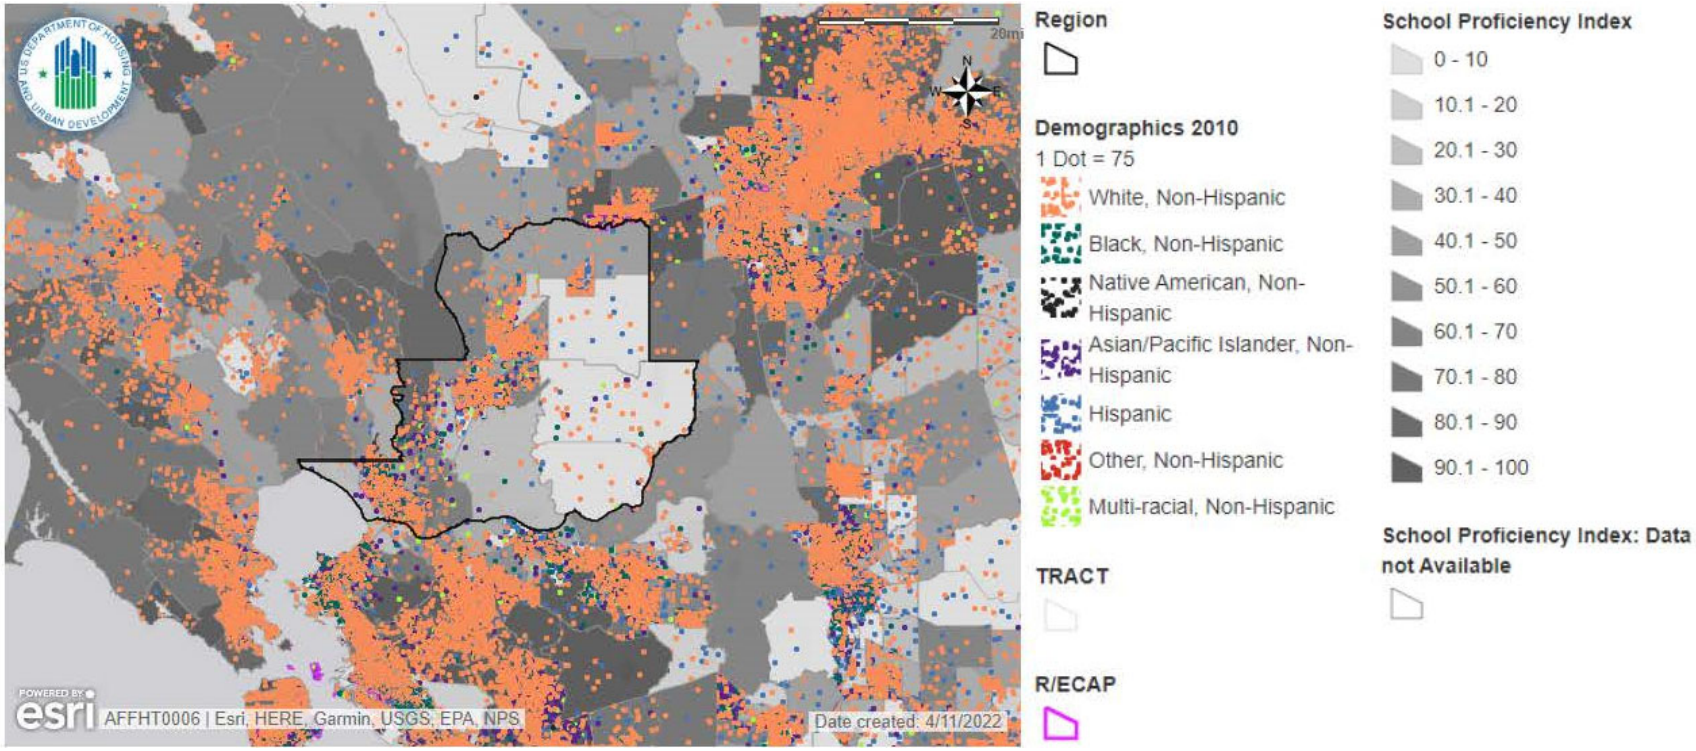 U.S. DEPARTMENT OF HOUSING
AND URBAN DEVELOPMENT
20mi
N
W E
S
POWERED BY
esri
AFFHT0006 | Esri, HERE, Garmin, USGS, EPA, NPS
Date created: 4/11/2022
Region
Demographics 2010
1 Dot = 75
White, Non-Hispanic
Black, Non-Hispanic
Native American, Non-
Hispanic
Asian/Pacific Islander, Non-
Hispanic
Hispanic
Other, Non-Hispanic
Multi-racial, Non-Hispanic
TRACT
R/ECAP
School Proficiency Index
0 - 10
10.1 - 20
20.1 - 30
30.1 - 40
40.1 - 50
50.1 - 60
60.1 - 70
70.1 - 80
80.1 - 90
90.1 - 100
School Proficiency Index: Data
not Available